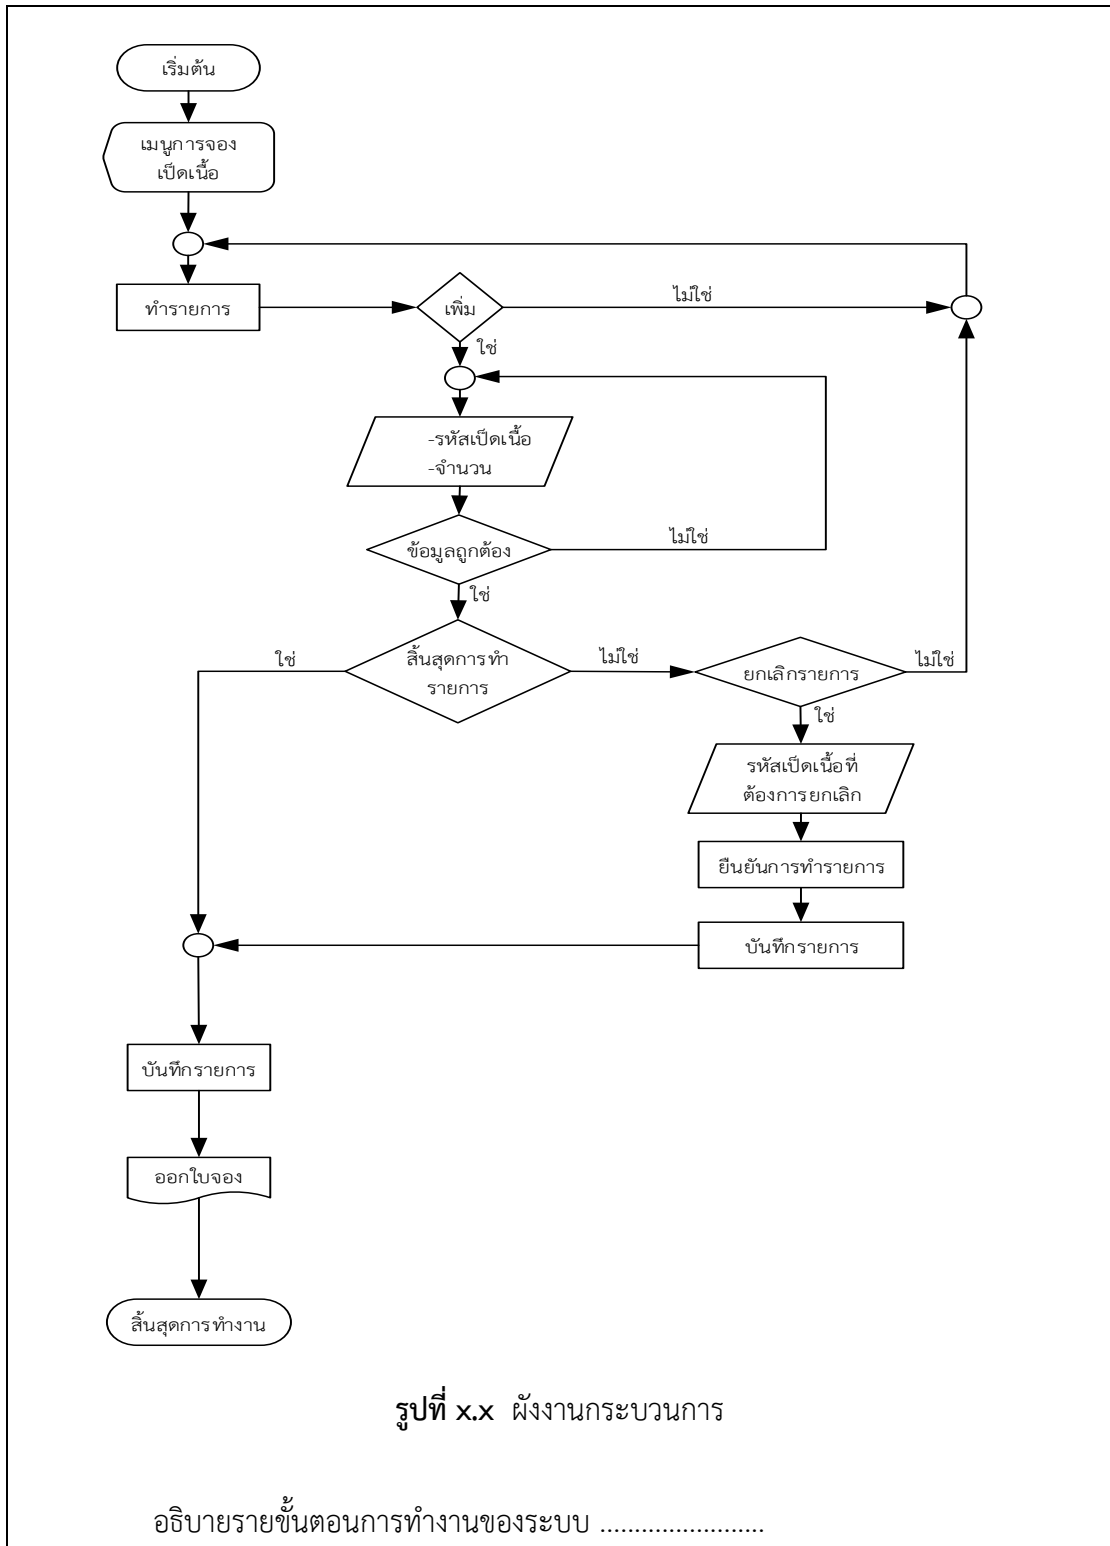 เริ่มต้น
เมนูการจอง
เป็ดเนื้อ
ทำรายการ
เพิ่ม
ไม่ใช่
ใช่
-รหัสเป็ดเนื้อ
-จำนวน
ข้อมูลถูกต้อง
ไม่ใช่
ใช่
ใช่
สิ้นสุดการทำ
รายการ
ไม่ใช่
ยกเลิกรายการ
ไม่ใช่
ใช่
รหัสเป็ดเนื้อที่
ต้องการยกเลิก
ยืนยันการทำรายการ
บันทึกรายการ
บันทึกรายการ
ออกใบจอง
สิ้นสุดการทำงาน
รูปที่ x.x ผังงานกระบวนการ
อธิบายรายขั้นตอนการทำงานของระบบ ........................